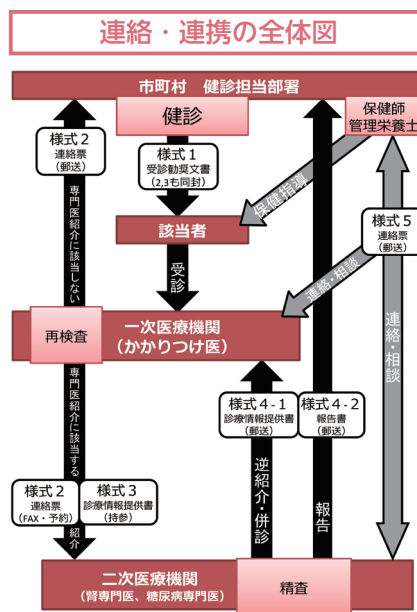 連絡・連携の全体図
市町村　健診担当部署
健診
保健師
管理栄養士
様式２
連絡票
(郵送)
様式１
受診勧奨文書
(2,3も同封)
保健指導
専門医紹介に該当しない
該当者
様式５
連絡票
(郵送)
受診
連絡・相談
連絡・相談
再検査
一次医療機関
(かかりつけ医)
専門医紹介に該当する
様式４-１
診療情報提供書
(郵送)
様式４-２
報告書
(郵送)
逆紹介・併診
報告
様式２
連絡票
(FAX・予約)
様式３
診療情報提供書
(持参)
紹介
二次医療機関
(腎専門医、糖尿病専門医)
精査